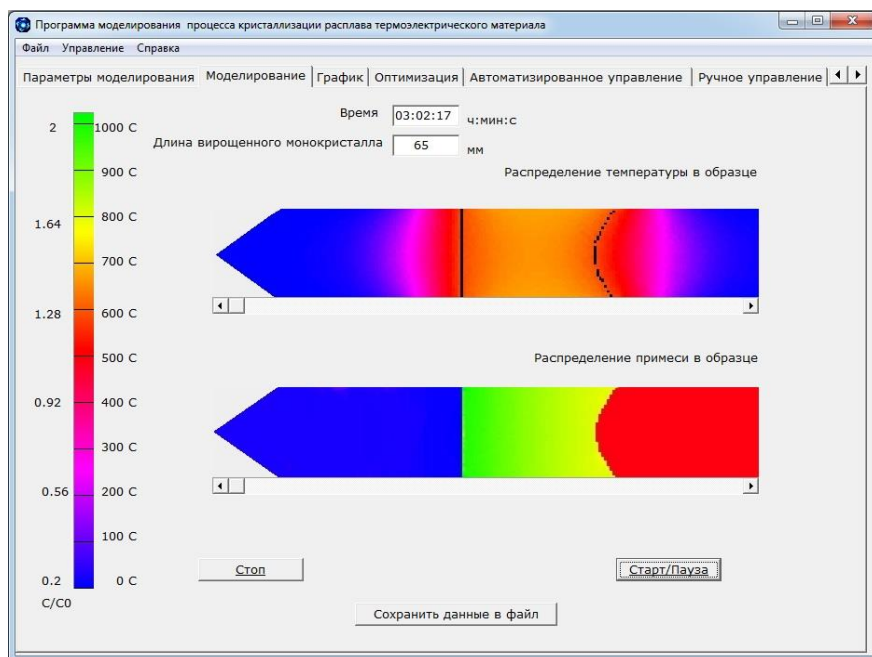 Программа моделирования процесса кристаллизации расплава термоэлектрического материала
Файл Управление Справка
Параметры моделирования Моделирование График Оптимизация Автоматизированное управление Ручное управление
Время 03:02:17 ч:мин:с
Длина вирощенного монокристалла 65 мм
Распределение температуры в образце
2 1000 C
900 C
1.64 800 C
700 C
1.28 600 C
500 C
0.92 400 C
300 C
0.56 200 C
100 C
0.2 0 C
C/C0
Распределение примеси в образце
Стоп Старт/Пауза
Сохранить данные в файл